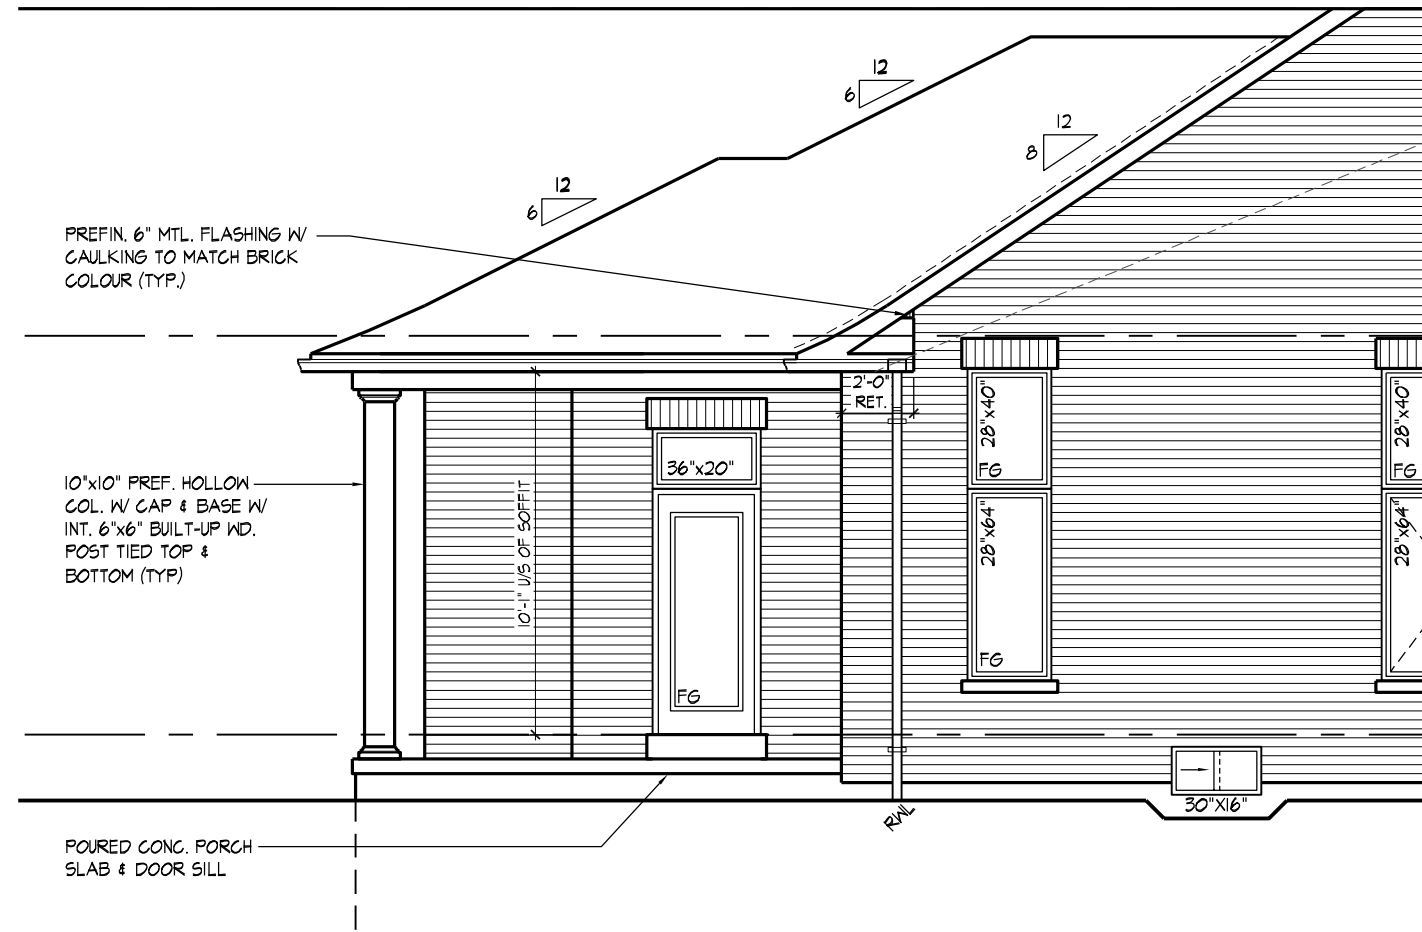 12
6
12
8
12
6
PREFIN. 6" MTL. FLASHING W/
CAULKING TO MATCH BRICK
COLOUR (TYP.)
2'-0"
RET.
28"x40"
FG
28"x40"
FG
36"x20"
10"x10" PREF. HOLLOW
COL. W/ CAP & BASE W/
INT. 6"x6" BUILT-UP WD.
POST TIED TOP &
BOTTOM (TYP)
10'-1" U/S OF SOFFIT
28"x64"
28"x64"
FG
FG
30"X16"
RWL
POURED CONC. PORCH
SLAB & DOOR SILL